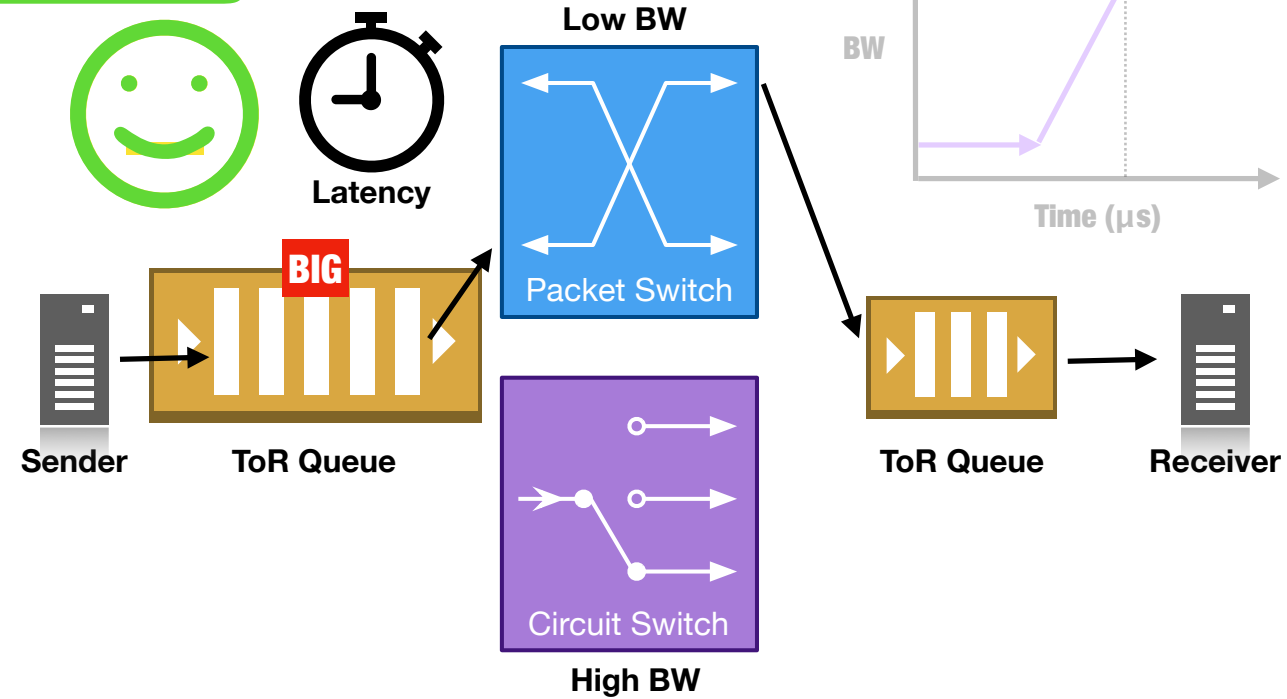 Low BW
BW
Latency
Time (µs)
BIG
Packet Switch
Sender
ToR Queue
ToR Queue
Receiver
Circuit Switch
High BW